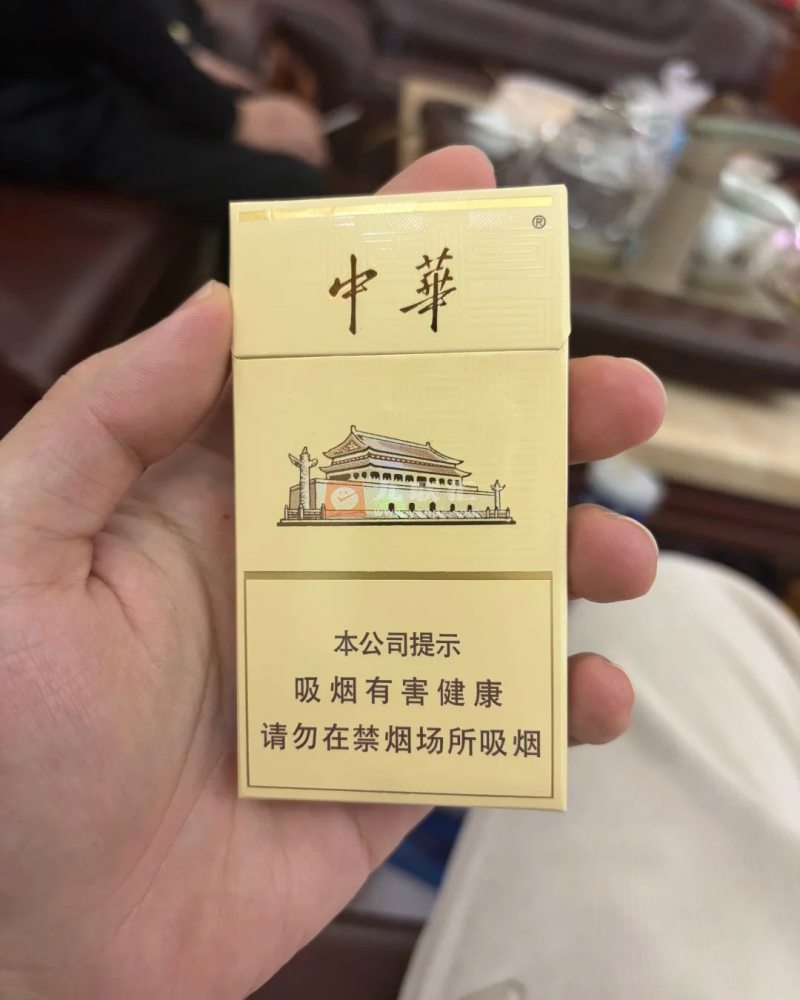 ®
中華
本公司提示
吸烟有害健康
请勿在禁烟场所吸烟